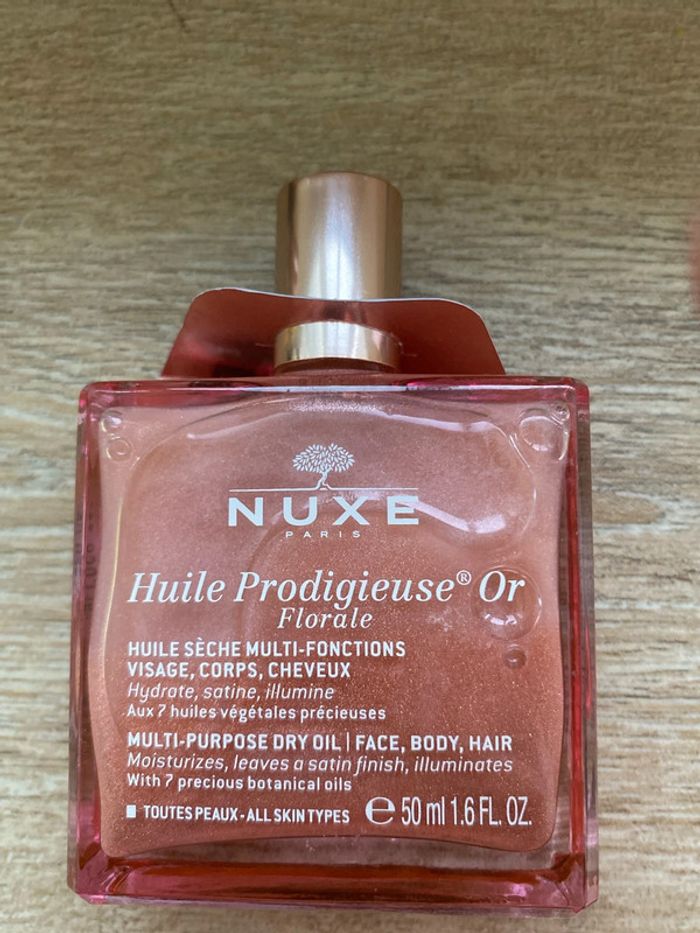 NUXE
PARIS
Huile Prodigieuse® Or
Florale
HUILE SÈCHE MULTI-FONCTIONS
VISAGE, CORPS, CHEVEUX
Hydrate, satine, illumine
Aux 7 huiles végétales précieuses
MULTI-PURPOSE DRY OIL | FACE, BODY, HAIR
Moisturizes, leaves a satin finish, illuminates
With 7 precious botanical oils
TOUTES PEAUX - ALL SKIN TYPES ℮ 50 ml 1.6 FL. OZ.